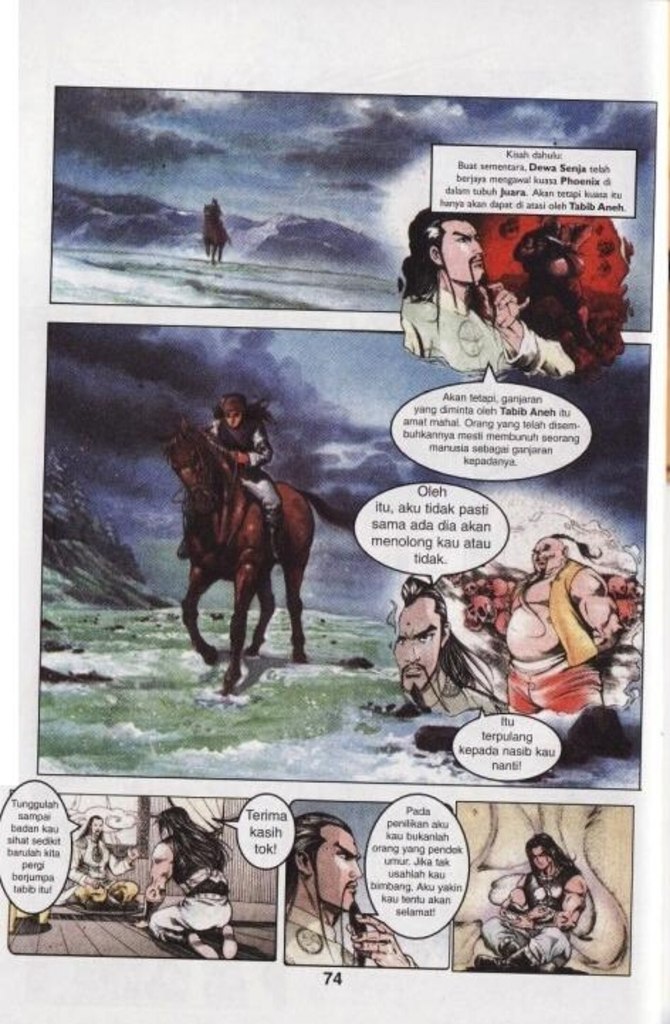 Kisah dahulu:
Buat sementara, Dewa Senja telah
berjaya mengawal kuasa Phoenix di
dalam tubuh Juara. Akan tetapi kuasa itu
hanya akan dapat di atasi oleh Tabib Aneh.
Akan tetapi, ganjaran
yang diminta oleh Tabib Aneh itu
amat mahal. Orang yang telah disem-
buhkannya mesti membunuh seorang
manusia sebagai ganjaran
kepadanya.
Oleh
itu, aku tidak pasti
sama ada dia akan
menolong kau atau
tidak.
Itu
terpulang
kepada nasib kau
nanti!
Tunggulah
sampai
badan kau
sihat sedikit
barulah kita
pergi
berjumpa
tabib itu!
Terima
kasih
tok!
Pada
penilikan aku
kau bukanlah
orang yang pendek
umur. Jika tak
usahlah kau
bimbang. Aku yakin
kau tentu akan
selamat!
74